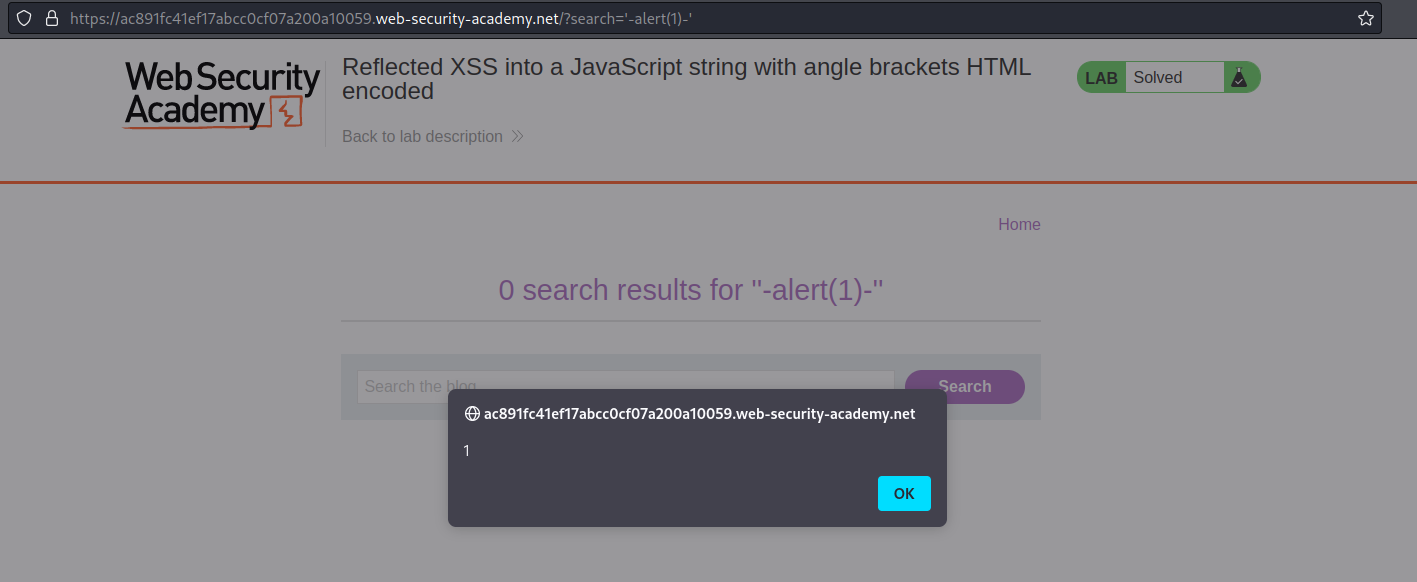 https://ac891fc41ef17abcc0cf07a200a10059.web-security-academy.net/?search='-alert(1)-'
Web Security
Academy
Reflected XSS into a JavaScript string with angle brackets HTML
encoded
LAB Solved
Back to lab description
Home
0 search results for ''-alert(1)-''
Search the blog...
Search
ac891fc41ef17abcc0cf07a200a10059.web-security-academy.net
1
OK